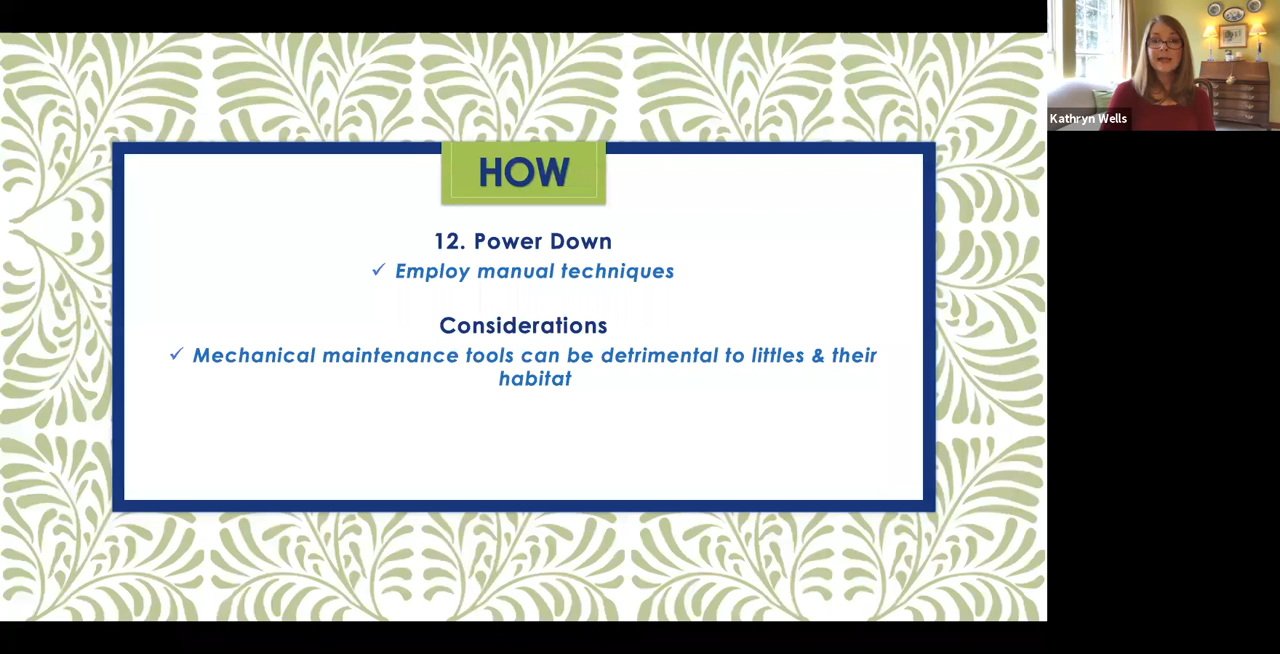 HOW
12. Power Down
✓ Employ manual techniques
Considerations
✓ Mechanical maintenance tools can be detrimental to littles & their
habitat
Kathryn Wells